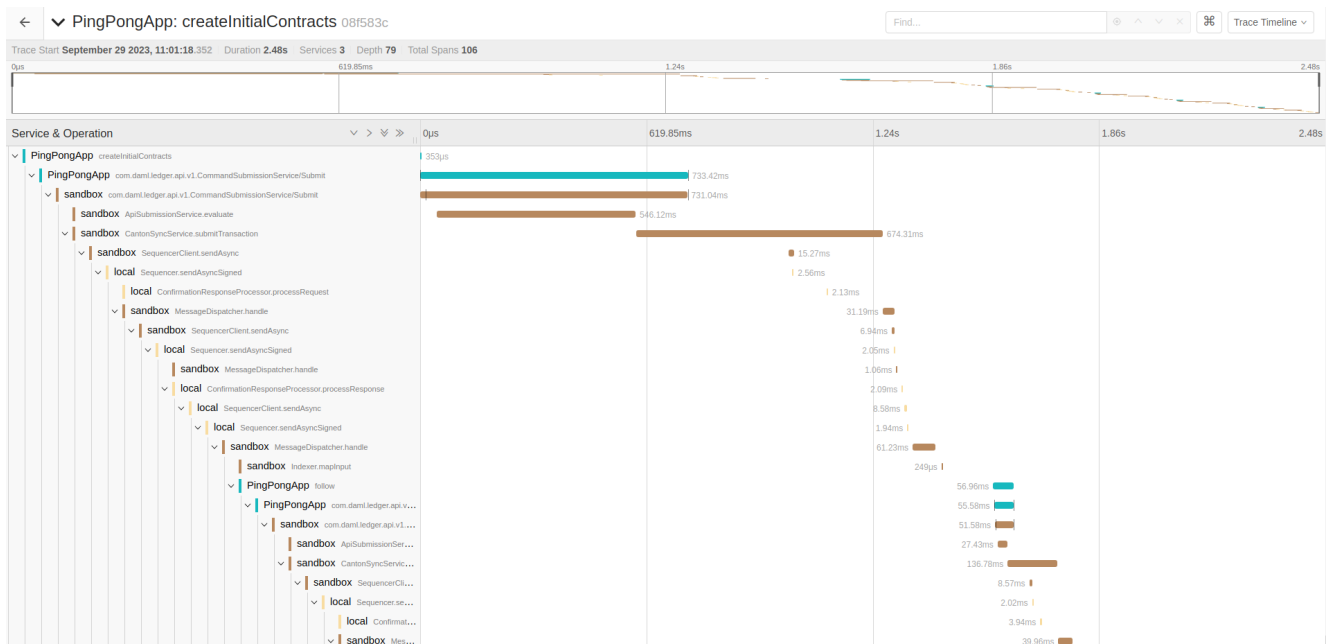 PingPongApp: createInitialContracts 08f583c Find... Trace Timeline
Trace Start September 29 2023, 11:01:18.352 Duration 2.48s Services 3 Depth 79 Total Spans 106
0μs 619.85ms 1.24s 1.86s 2.48s
Service & Operation 0μs 619.85ms 1.24s 1.86s 2.48s
PingPongApp createInitialContracts 353μs
PingPongApp com.daml.ledger.api.v1.CommandSubmissionService/Submit 733.42ms
sandbox com.daml.ledger.api.v1.CommandSubmissionService/Submit 731.04ms
sandbox ApiSubmissionService.evaluate 546.12ms
sandbox CantonSyncService.submitTransaction 674.31ms
sandbox SequencerClient.sendAsync 15.27ms
local Sequencer.sendAsyncSigned 2.56ms
local ConfirmationResponseProcessor.processRequest 2.13ms
sandbox MessageDispatcher.handle 31.19ms
sandbox SequencerClient.sendAsync 6.94ms
local Sequencer.sendAsyncSigned 2.05ms
sandbox MessageDispatcher.handle 1.06ms
local ConfirmationResponseProcessor.processResponse 2.09ms
local SequencerClient.sendAsync 8.58ms
local Sequencer.sendAsyncSigned 1.94ms
sandbox MessageDispatcher.handle 61.23ms
sandbox Indexer.mapInput 249μs
PingPongApp follow 56.96ms
PingPongApp com.daml.ledger.api.v... 55.58ms
sandbox com.daml.ledger.api.v1.... 51.58ms
sandbox ApiSubmissionSer... 27.43ms
sandbox CantonSyncServic... 136.78ms
sandbox SequencerCli... 8.57ms
local Sequencer.se... 2.02ms
local Confirmat... 3.94ms
sandbox Mes... 39.96ms